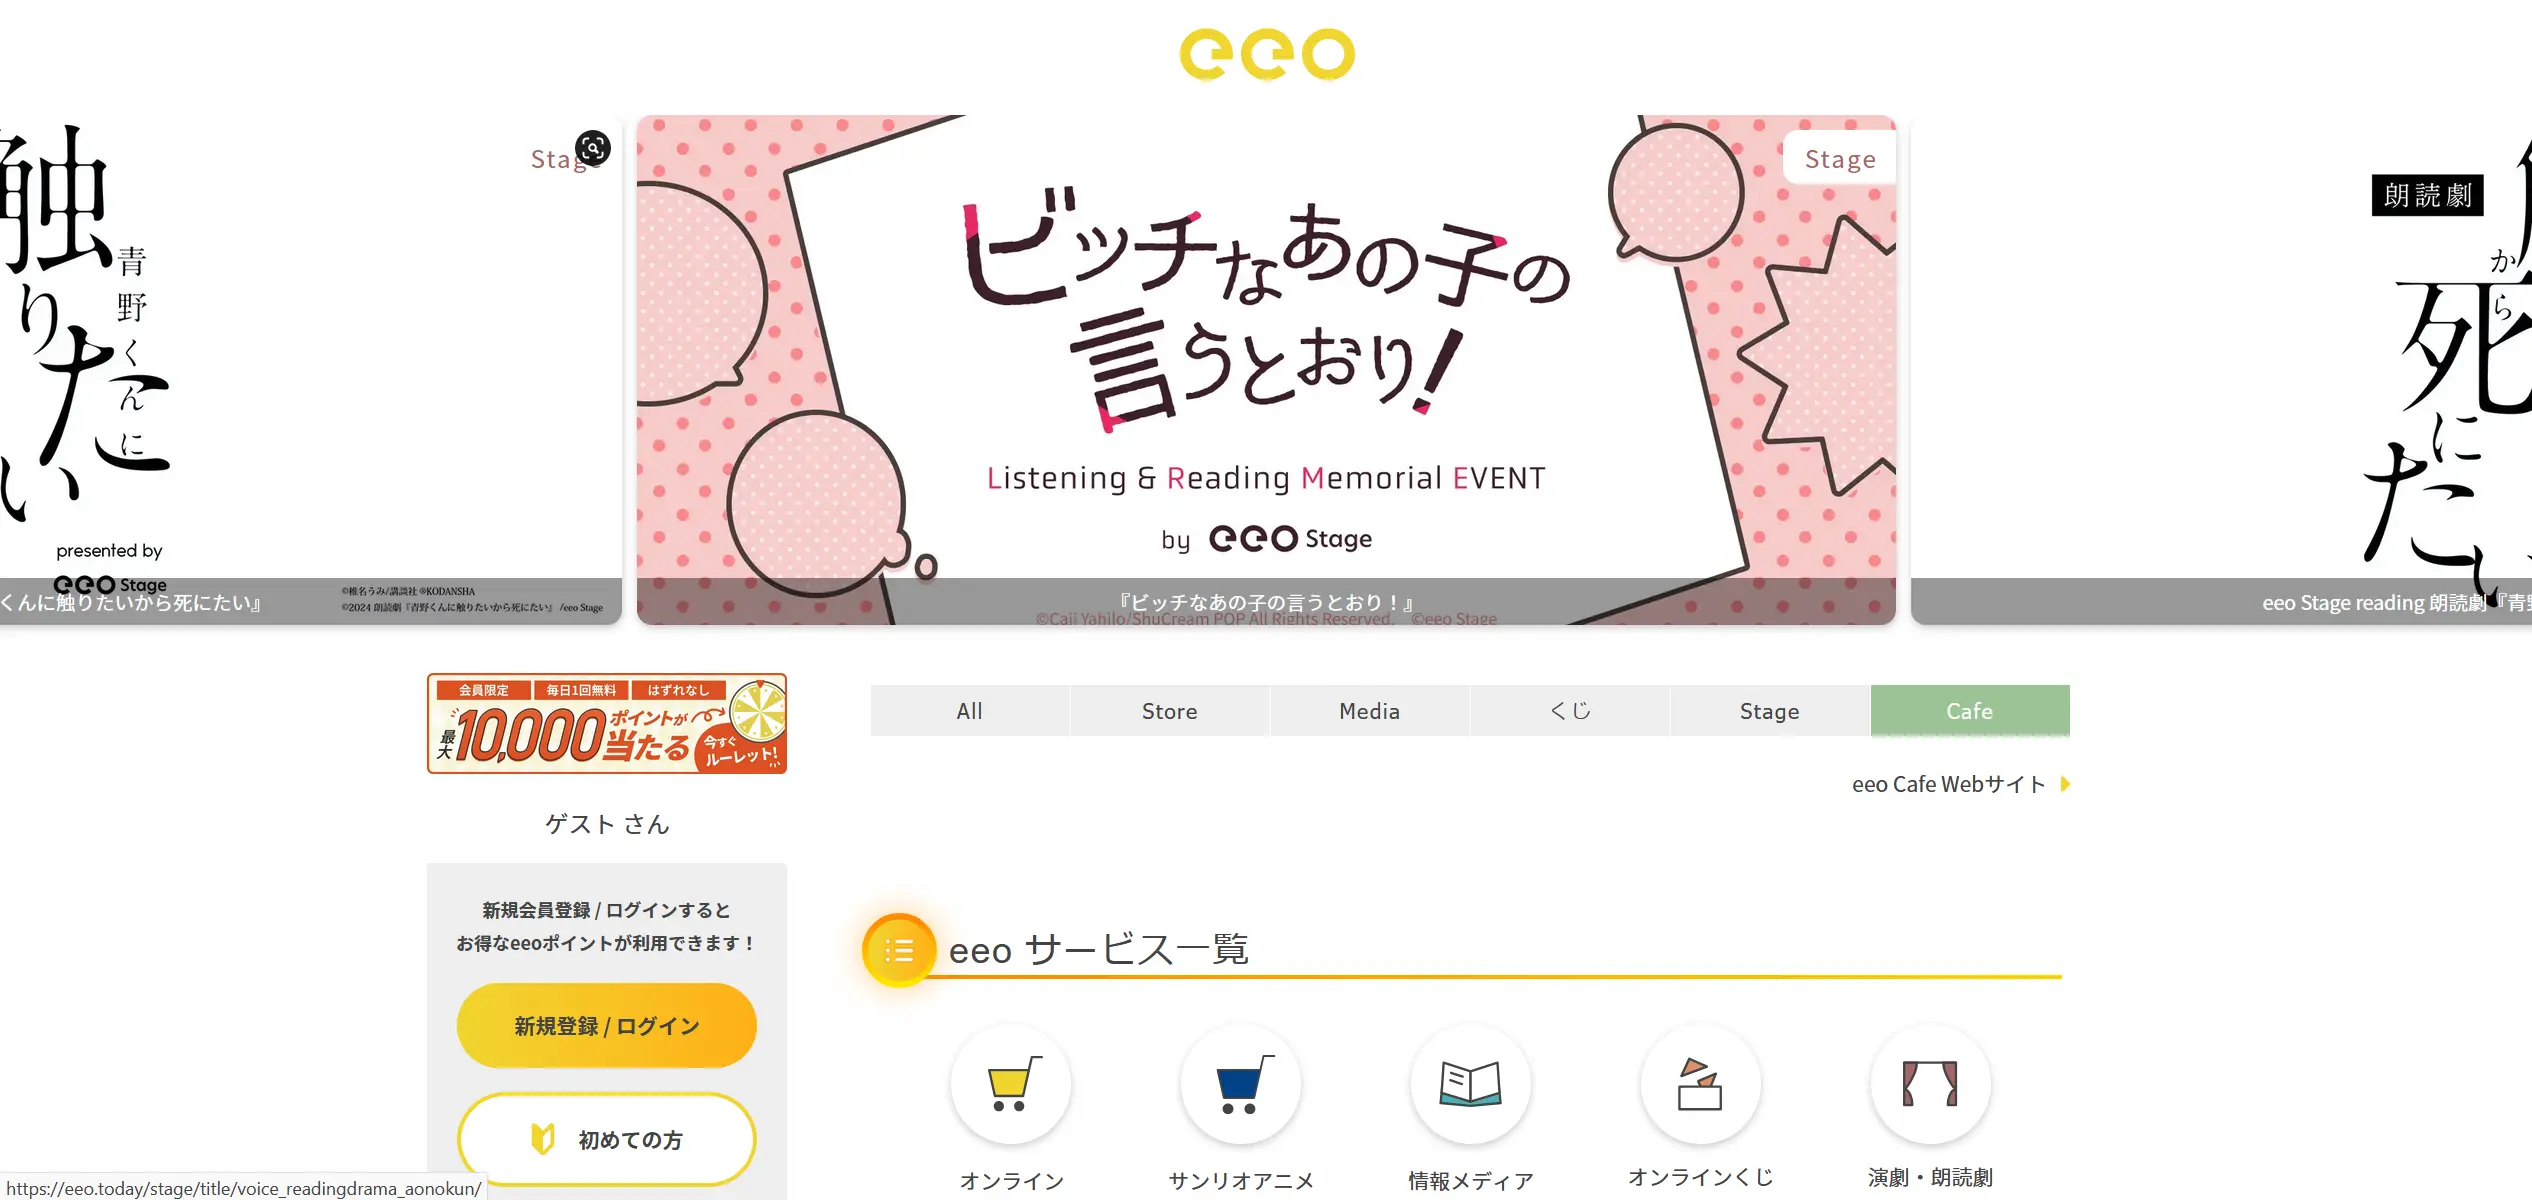 eeo
触りたい
青野くんに
Stage
presented by
eeo Stage
くんに触りたいから死にたい』
©椎名うみ/講談社 ©KODANSHA
©2024 朗読劇『青野くんに触りたいから死にたい』 /eeo Stage
Stage
ビッチなあの子の
言うとおり!
Listening & Reading Memorial EVENT
by eeo Stage
『ビッチなあの子の言うとおり！』
©Caji Yahilo/ShuCream POP All Rights Reserved. ©eeo Stage
朗読劇
から
死にたい
eeo Stage reading 朗読劇『青野
会員限定 毎日1回無料 はずれなし
最大10,000ポイントが当たる
今すぐルーレット!
All
Store
Media
くじ
Stage
Cafe
eeo Cafe Webサイト
ゲスト さん
新規会員登録 / ログインすると
お得なeeoポイントが利用できます！
新規登録 / ログイン
初めての方
eeo サービス一覧
オンライン
サンリオアニメ
情報メディア
オンラインくじ
演劇・朗読劇
https://eeo.today/stage/title/voice_readingdrama_aonokun/